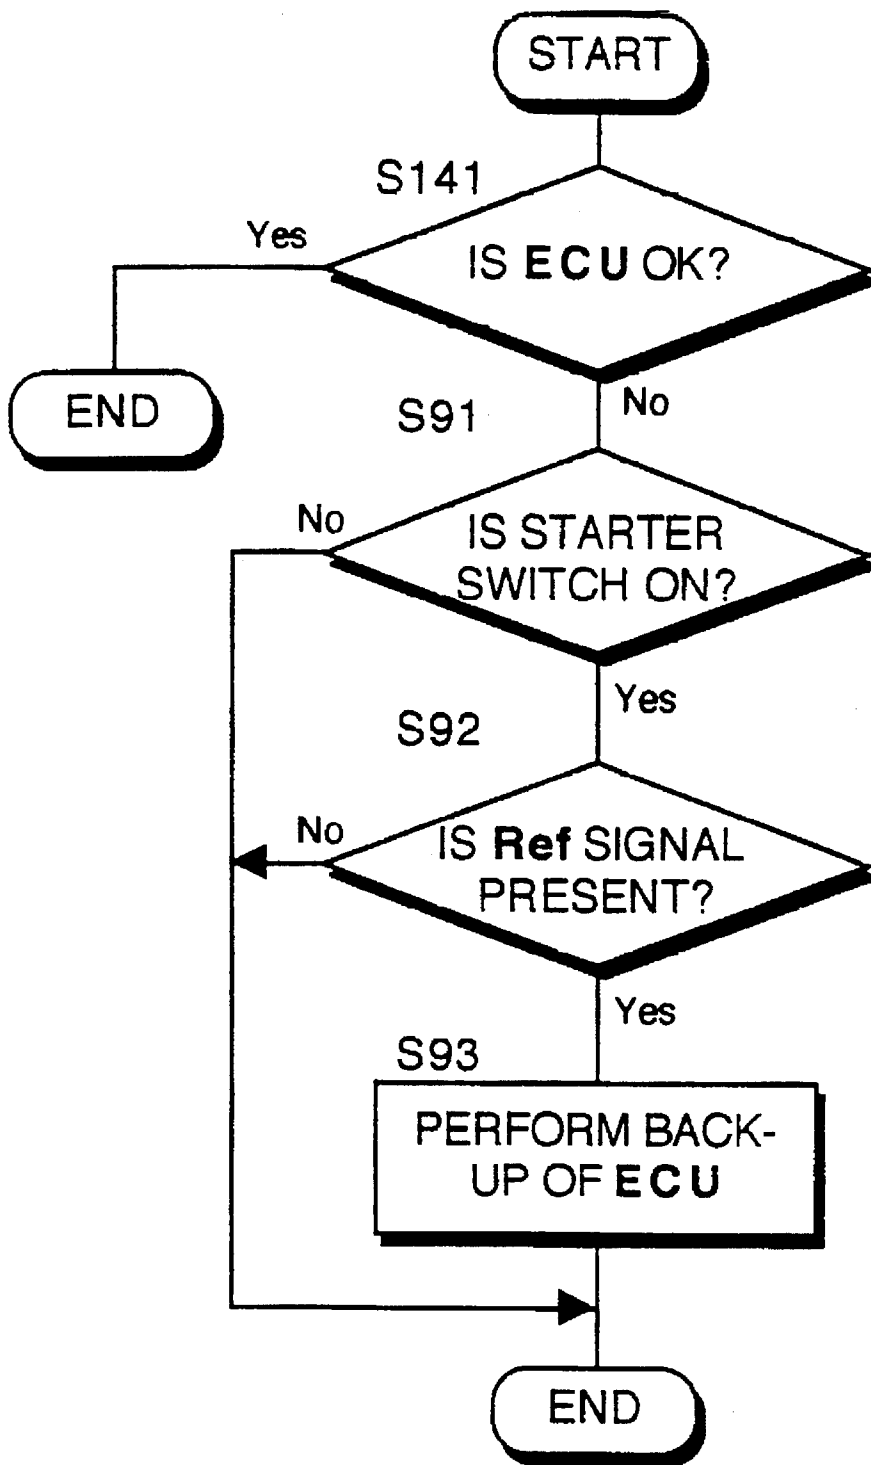 START
S141
Yes
IS ECU OK?
END
No
S91
No
IS STARTER
SWITCH ON?
Yes
S92
No
IS Ref SIGNAL
PRESENT?
Yes
S93
PERFORM BACK-
UP OF ECU
END